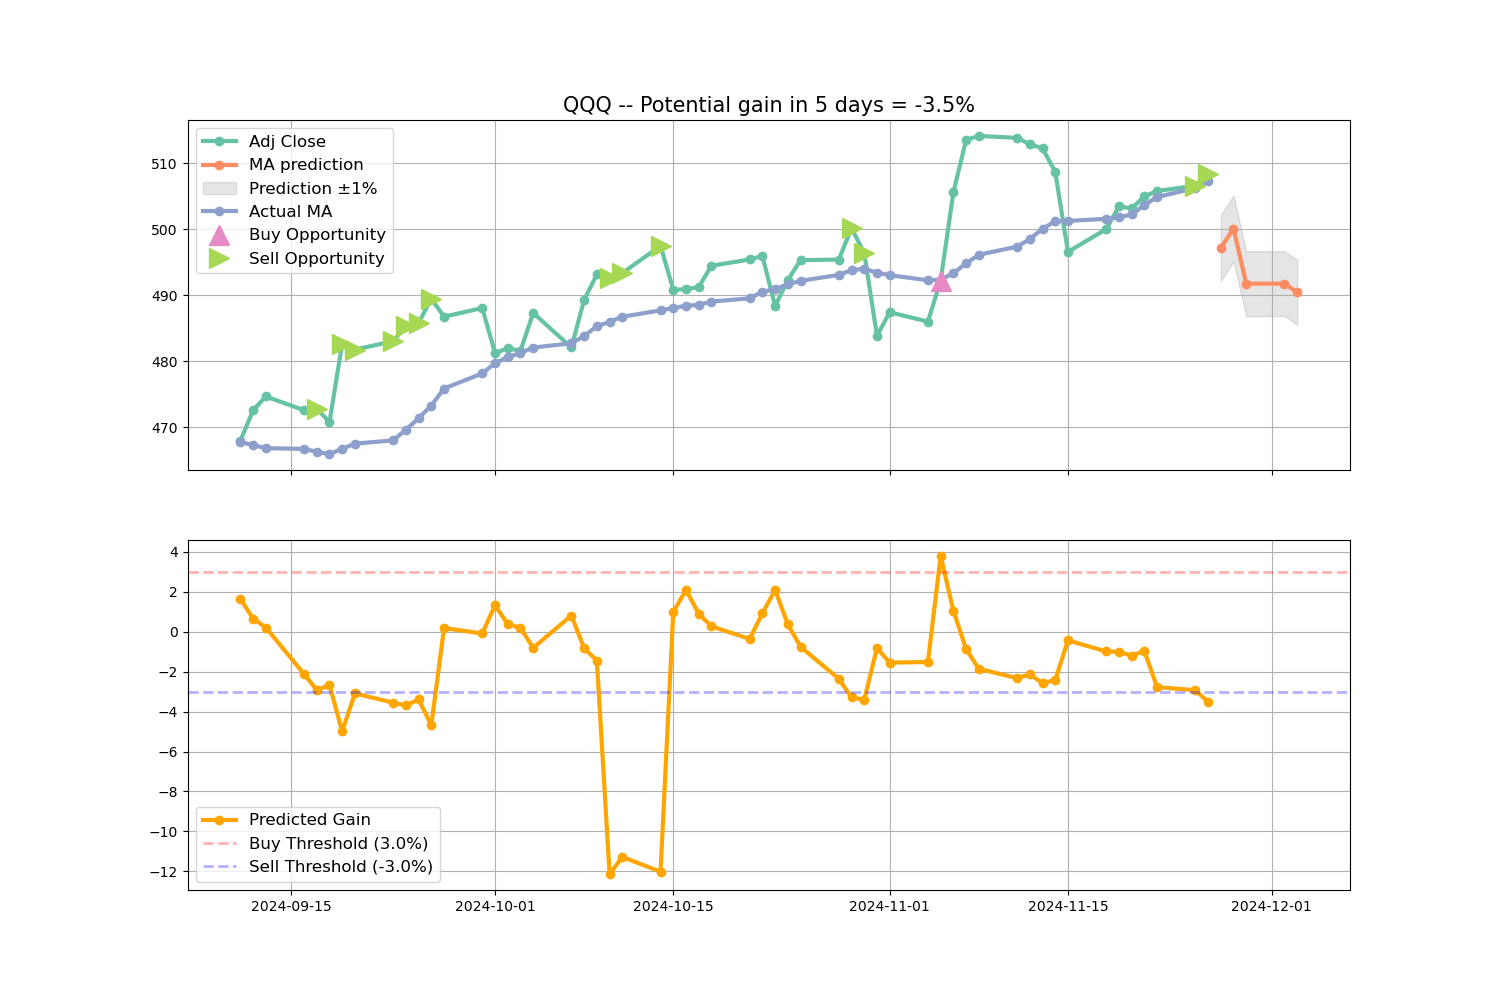 QQQ -- Potential gain in 5 days = -3.5%
Adj Close
MA prediction
Prediction ±1%
Actual MA
Buy Opportunity
Sell Opportunity
510
500
490
480
470
4
2
0
−2
−4
−6
−8
−10
−12
Predicted Gain
Buy Threshold (3.0%)
Sell Threshold (-3.0%)
2024-09-15
2024-10-01
2024-10-15
2024-11-01
2024-11-15
2024-12-01